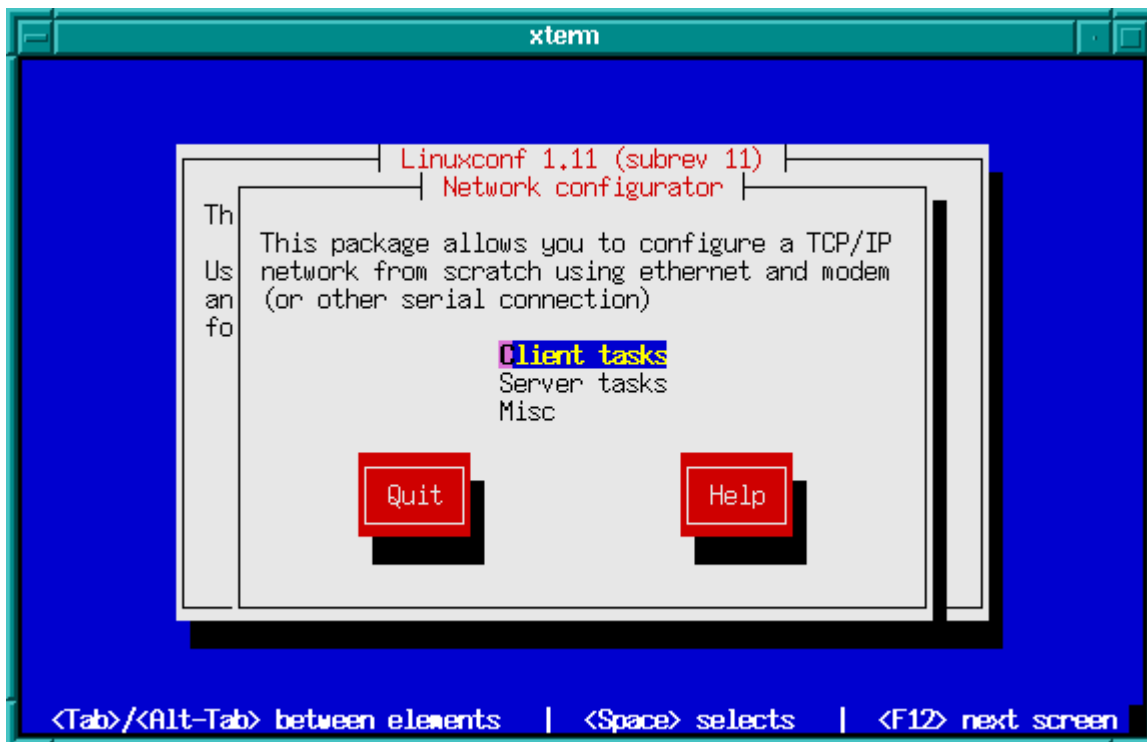 xterm
Linuxconf 1.11 (subrev 11)
Network configurator
Th
This package allows you to configure a TCP/IP
Us network from scratch using ethernet and modem
an (or other serial connection)
fo
Client tasks
Server tasks
Misc
Quit Help
<Tab>/<Alt-Tab> between elements | <Space> selects | <F12> next screen